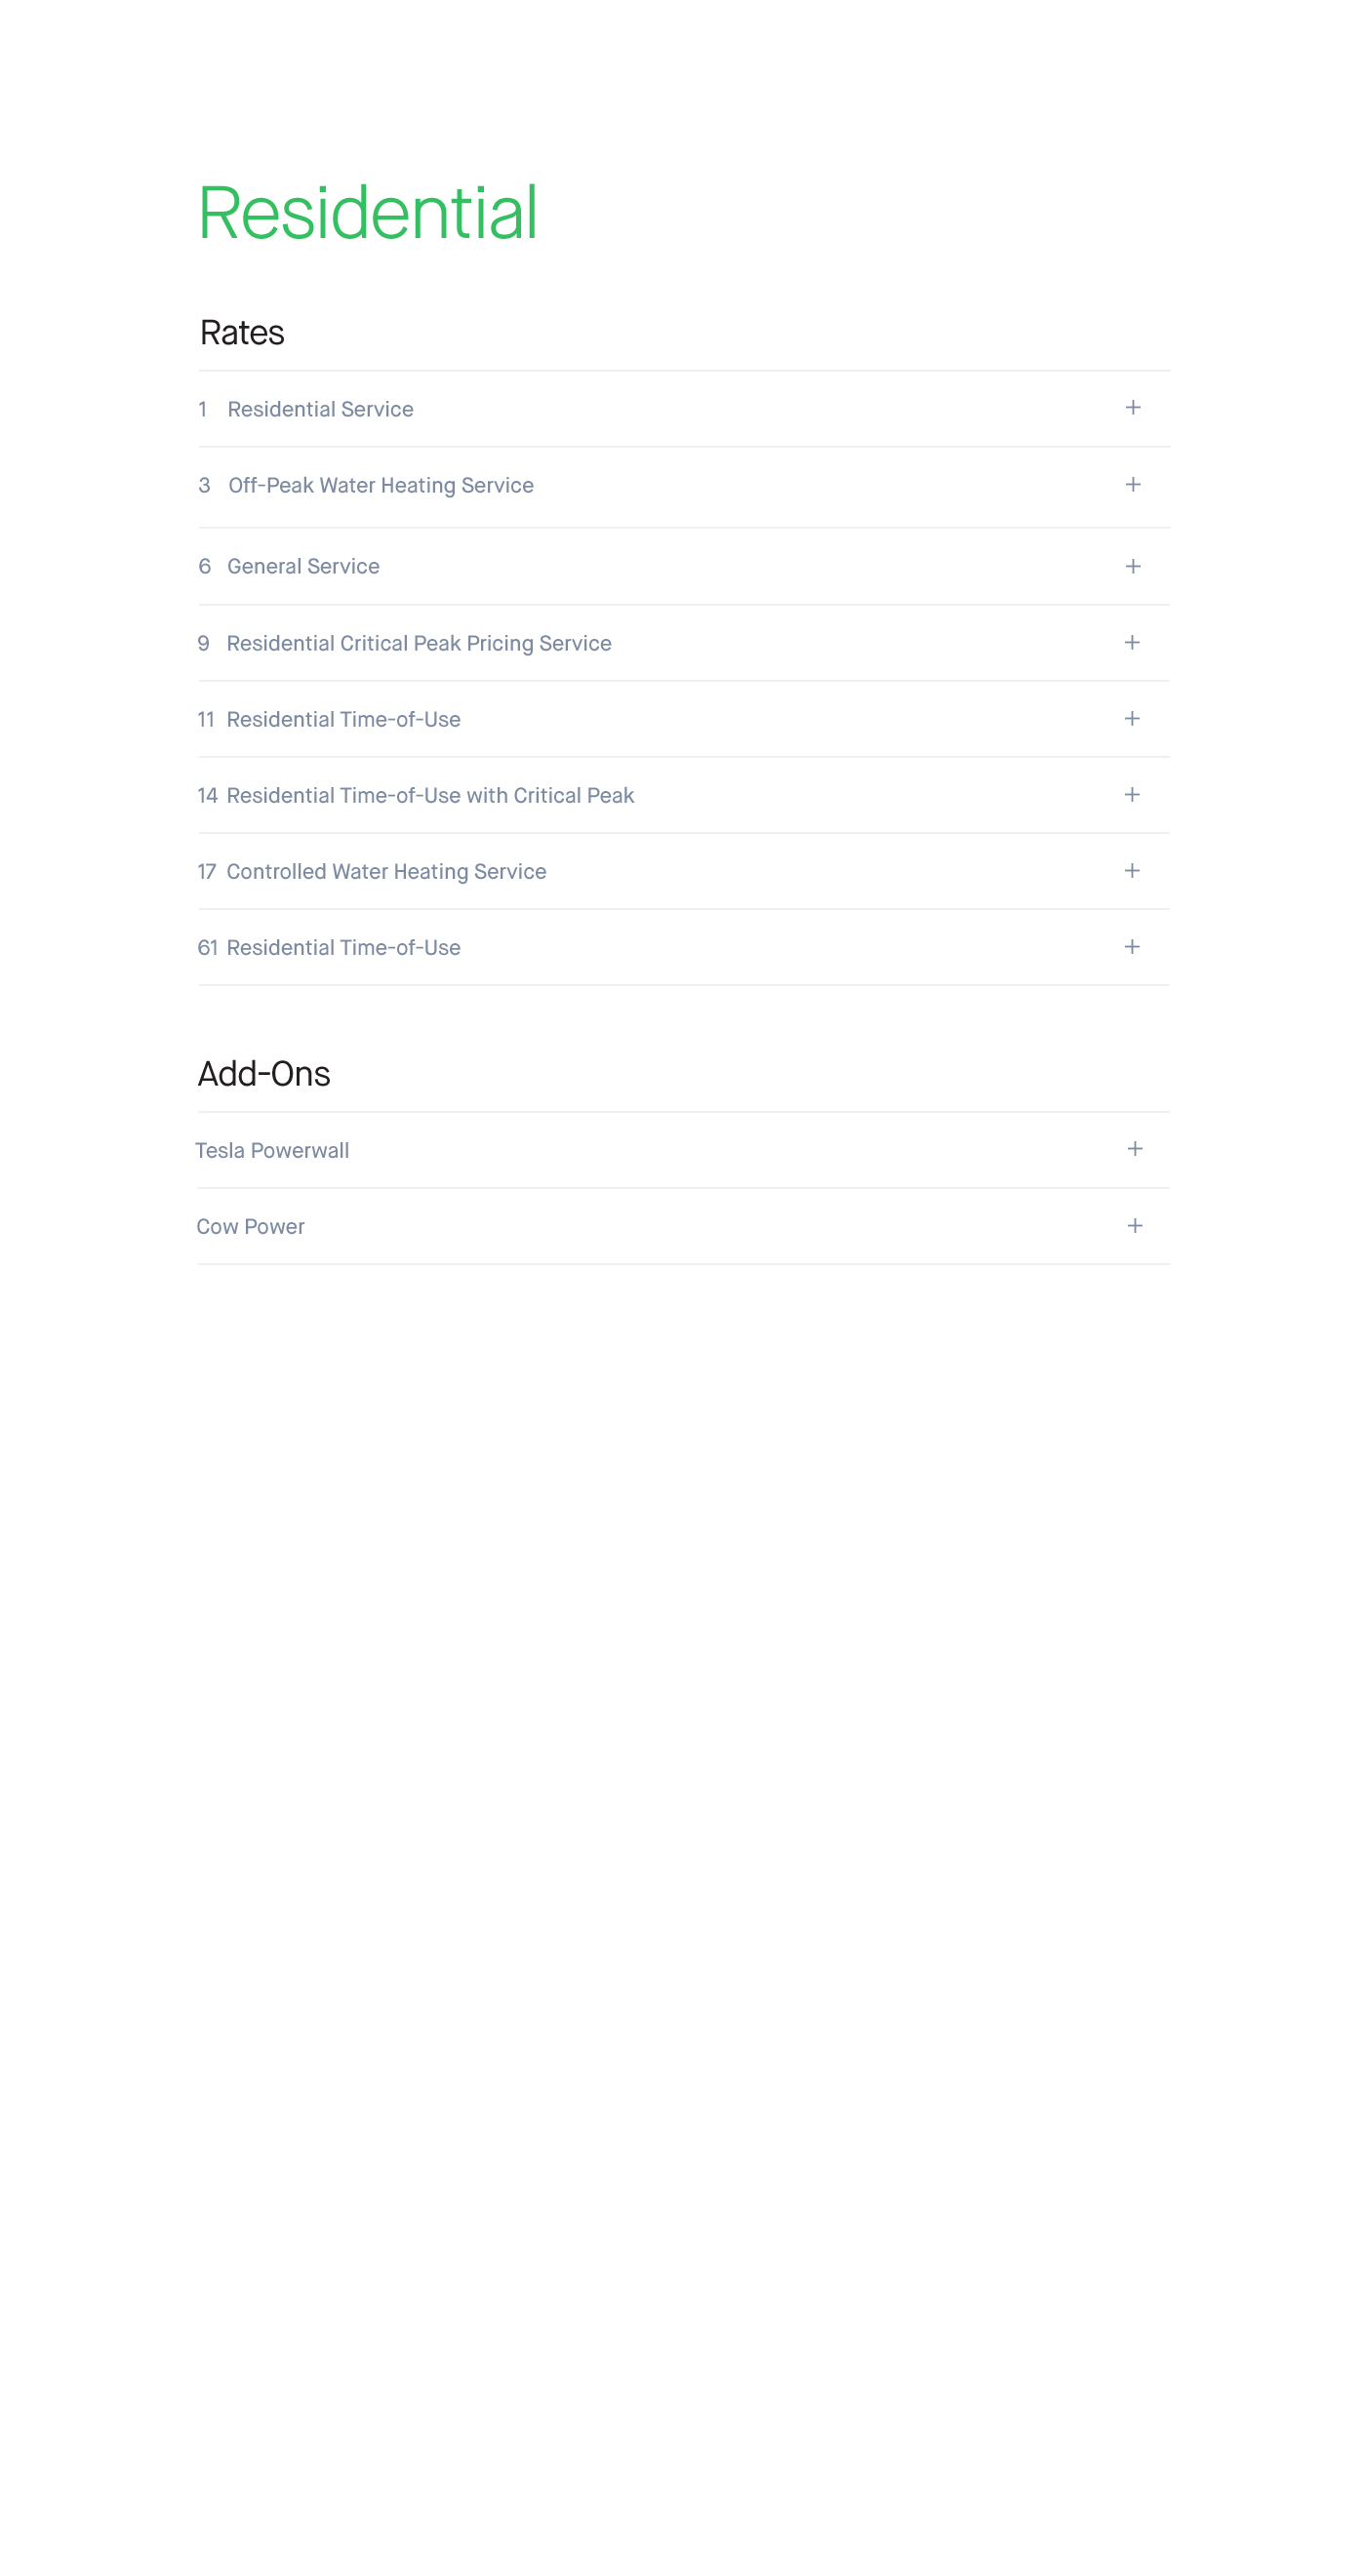 Residential
Rates
1 Residential Service +
3 Off-Peak Water Heating Service +
6 General Service +
9 Residential Critical Peak Pricing Service +
11 Residential Time-of-Use +
14 Residential Time-of-Use with Critical Peak +
17 Controlled Water Heating Service +
61 Residential Time-of-Use +
Add-Ons
Tesla Powerwall +
Cow Power +